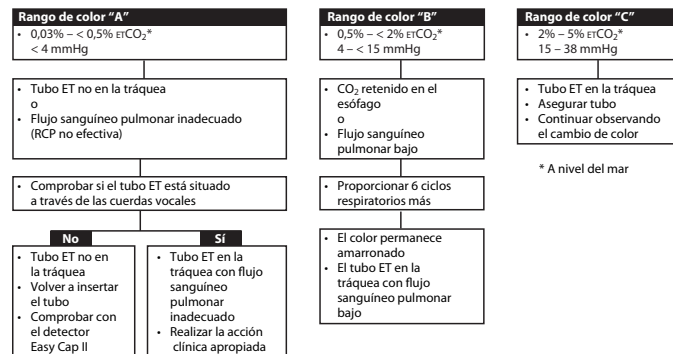 Rango de color “A”
• 0,03% – < 0,5% ETCO₂*
< 4 mmHg
• Tubo ET no en la tráquea
o
• Flujo sanguíneo pulmonar inadecuado
(RCP no efectiva)
• Comprobar si el tubo ET está situado
a través de las cuerdas vocales
No
• Tubo ET no en
la tráquea
• Volver a insertar
el tubo
• Comprobar con
el detector
Easy Cap II
Sí
• Tubo ET en la
tráquea con flujo
sanguíneo
pulmonar
inadecuado
• Realizar la acción
clínica apropiada
Rango de color “B”
• 0,5% – < 2% ETCO₂*
4 – < 15 mmHg
• CO₂ retenido en el
esófago
o
• Flujo sanguíneo
pulmonar bajo
• Proporcionar 6 ciclos
respiratorios más
• El color permanece
amarronado
• El tubo ET en la
tráquea con flujo
sanguíneo pulmonar
bajo
Rango de color “C”
• 2% – 5% ETCO₂*
15 – 38 mmHg
• Tubo ET en la tráquea
• Asegurar tubo
• Continuar observando
el cambio de color
* A nivel del mar